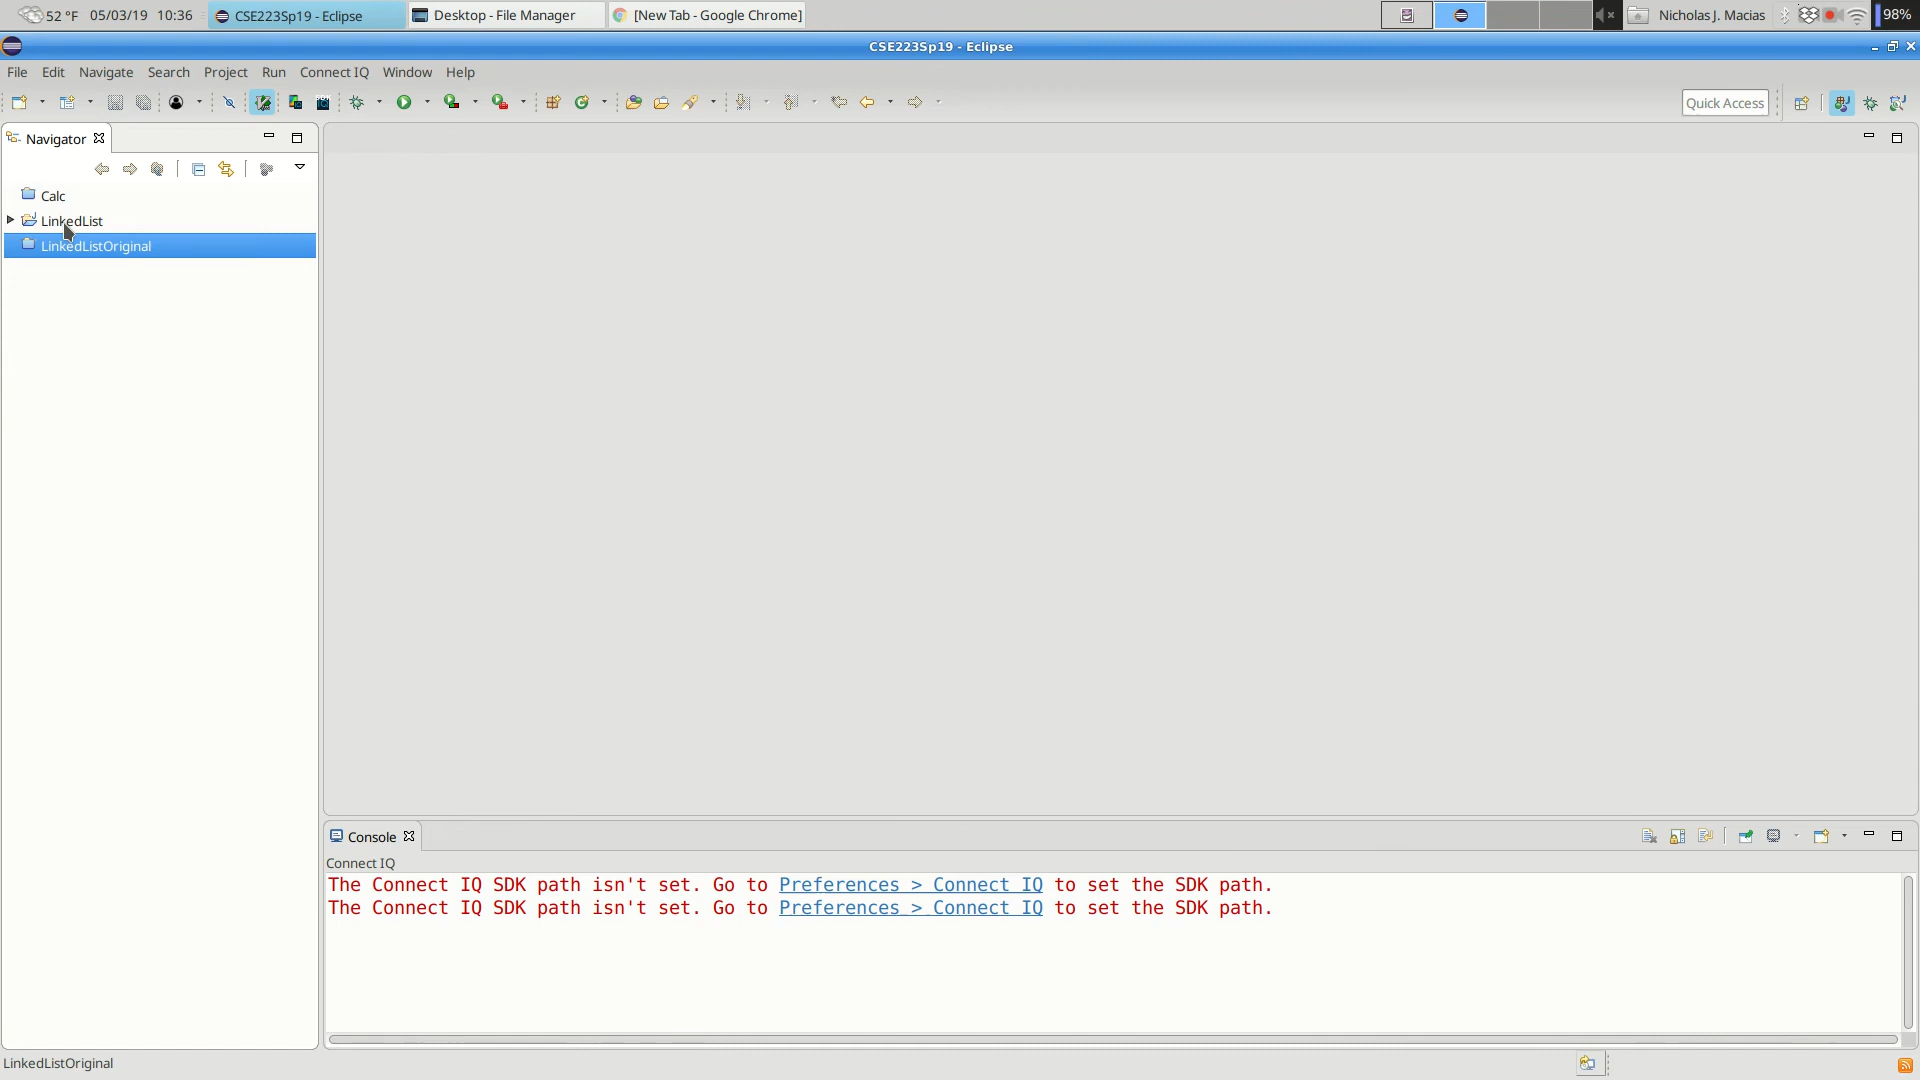 52 °F 05/03/19 10:36 CSE223Sp19 - Eclipse Desktop - File Manager [New Tab - Google Chrome] Nicholas J. Macias 98%
CSE223Sp19 - Eclipse
File Edit Navigate Search Project Run Connect IQ Window Help
Quick Access
Navigator
Calc
LinkedList
LinkedListOriginal
Console
Connect IQ
The Connect IQ SDK path isn't set. Go to Preferences > Connect IQ to set the SDK path.
The Connect IQ SDK path isn't set. Go to Preferences > Connect IQ to set the SDK path.
LinkedListOriginal